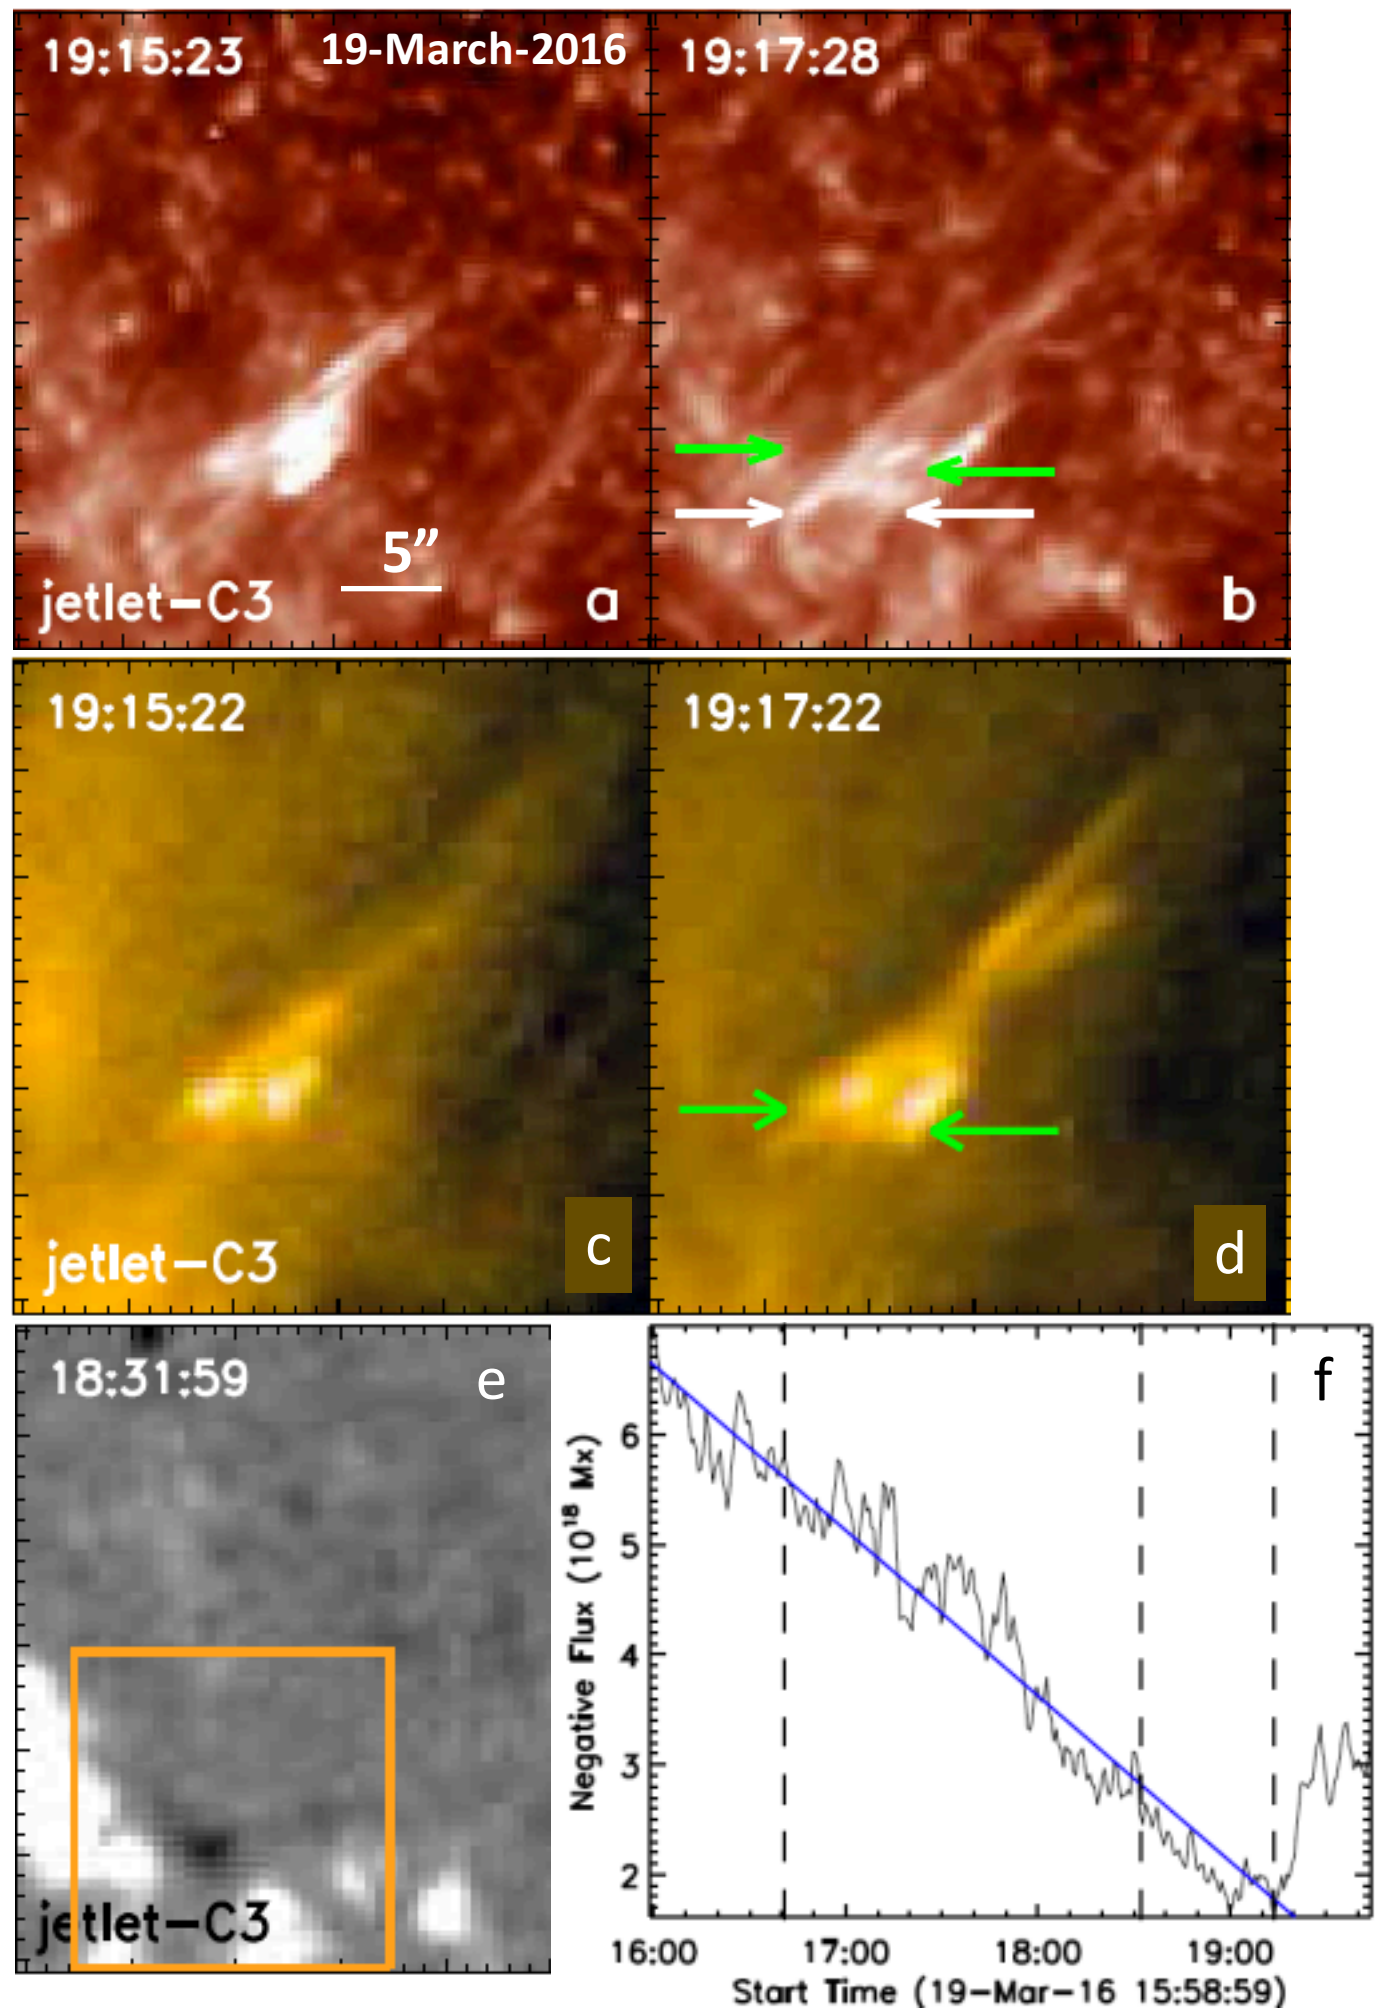 19:15:23
19-March-2016
19:17:28
5”
jetlet-C3
a
b
19:15:22
19:17:22
jetlet-C3
c
d
18:31:59
e
jetlet-C3
f
Negative Flux (10¹⁸ Mx)
6
5
4
3
2
16:00 17:00 18:00 19:00
Start Time (19-Mar-16 15:58:59)